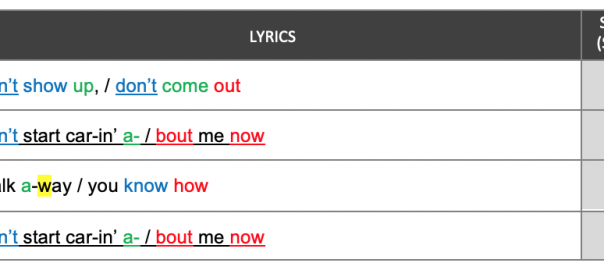 LYRICS
n't show up, / don't come out
n't start car-in' a- / bout me now
lk a-way / you know how
n't start car-in' a- / bout me now